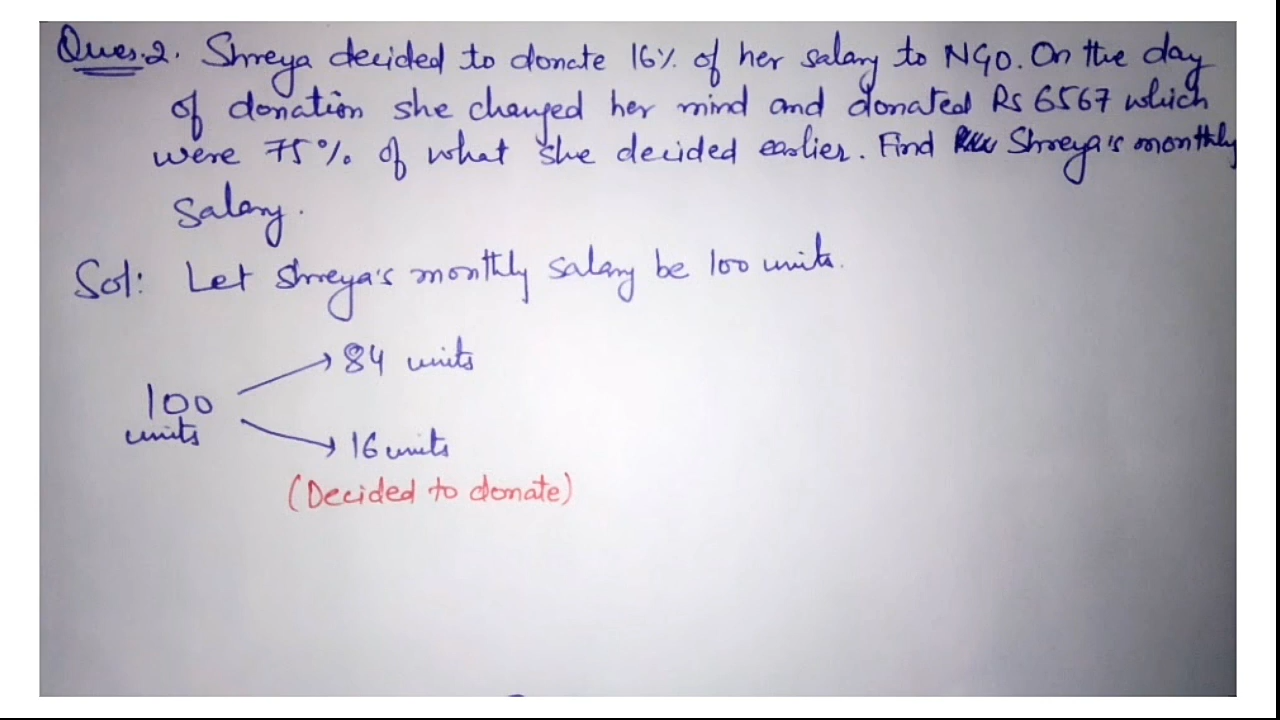 Ques.2. Shreya decided to donate 16% of her salary to NGO. On the day
of donation she changed her mind and donated Rs 6567 which
were 75% of what she decided earlier. Find Shreya's monthly
salary.
Sol: Let Shreya's monthly salary be 100 units.
84 units
100
units
16 units
(Decided to donate)